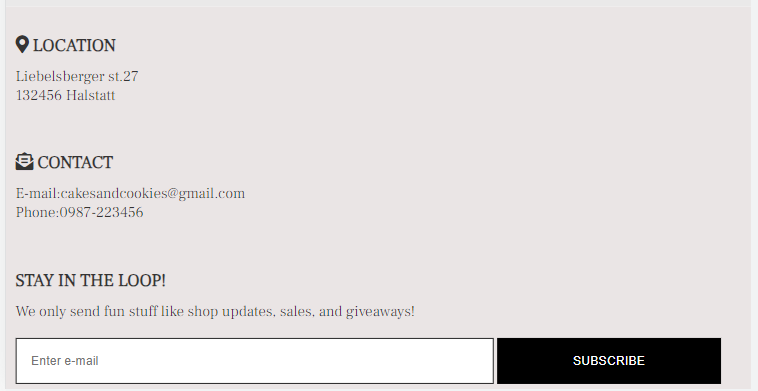 LOCATION
Liebelsberger st.27
132456 Halstatt
CONTACT
E-mail:cakesandcookies@gmail.com
Phone:0987-223456
STAY IN THE LOOP!
We only send fun stuff like shop updates, sales, and giveaways!
Enter e-mail SUBSCRIBE